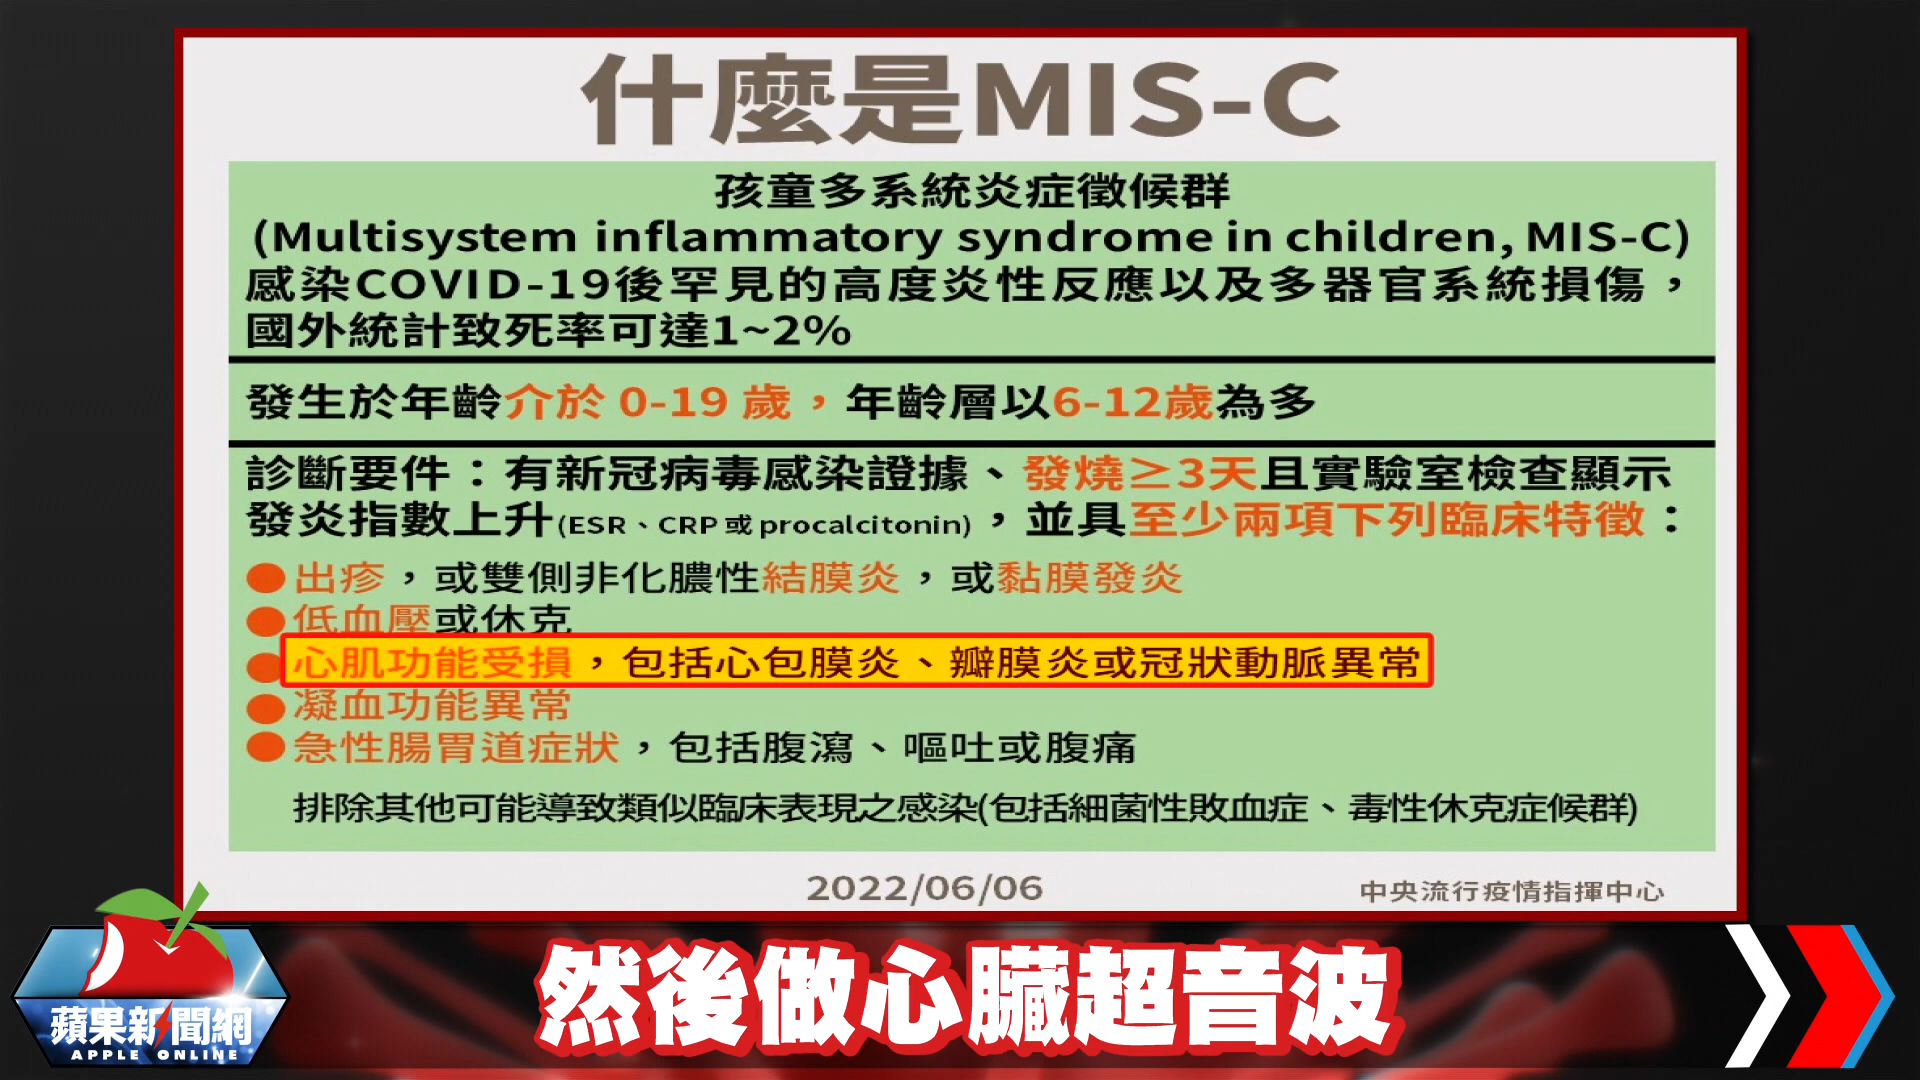 什麼是MIS-C
孩童多系統炎症徵候群
(Multisystem inflammatory syndrome in children, MIS-C)
感染COVID-19後罕見的高度炎性反應以及多器官系統損傷，
國外統計致死率可達1~2%
發生於年齡介於 0-19 歲，年齡層以6-12歲為多
診斷要件：有新冠病毒感染證據、發燒≥3天且實驗室檢查顯示
發炎指數上升(ESR、CRP 或 procalcitonin)，並具至少兩項下列臨床特徵：
●出疹，或雙側非化膿性結膜炎，或黏膜發炎
●低血壓或休克
●心肌功能受損，包括心包膜炎、瓣膜炎或冠狀動脈異常
●凝血功能異常
●急性腸胃道症狀，包括腹瀉、嘔吐或腹痛
排除其他可能導致類似臨床表現之感染(包括細菌性敗血症、毒性休克症候群)
2022/06/06
中央流行疫情指揮中心
然後做心臟超音波
蘋果新聞網
APPLE ONLINE